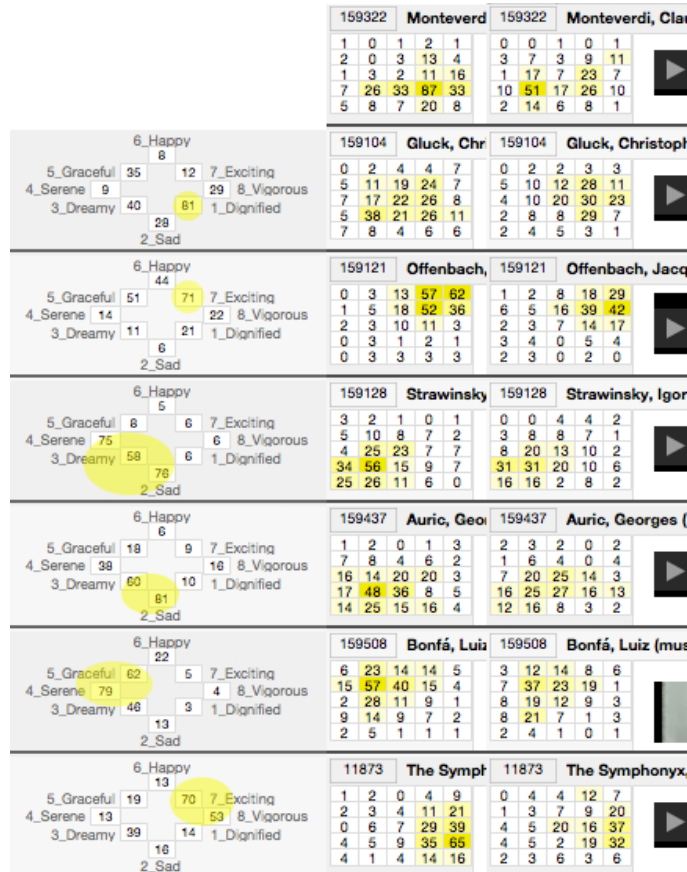 159322 Monteverd 159322 Monteverdi, Clau
1 0 1 2 1 0 0 1 0 1
2 0 3 13 4 3 7 3 9 11
1 3 2 11 16 1 17 7 23 7
7 26 33 87 33 10 51 17 26 10
5 8 7 20 8 2 14 6 8 1
6_Happy 159104 Gluck, Chr 159104 Gluck, Christoph
8
5_Graceful 35 12 7_Exciting 0 2 4 4 7 0 2 2 3 3
4_Serene 9 29 8_Vigorous 5 11 19 24 7 5 10 12 28 11
3_Dreamy 40 81 1_Dignified 7 17 22 26 8 4 10 20 30 23
28 5 38 21 26 11 2 8 8 29 7
2_Sad 7 8 4 6 6 2 4 5 3 1
6_Happy 159121 Offenbach, 159121 Offenbach, Jacq
44
5_Graceful 51 71 7_Exciting 0 3 13 57 62 1 2 8 18 29
4_Serene 14 22 8_Vigorous 1 5 18 52 36 6 5 16 39 42
3_Dreamy 11 21 1_Dignified 2 3 10 11 3 2 3 7 14 17
6 0 3 1 2 1 3 4 0 5 4
2_Sad 0 3 3 3 3 2 3 0 2 0
6_Happy 159128 Strawinsky 159128 Strawinsky, Igor
5
5_Graceful 8 6 7_Exciting 3 2 1 0 1 0 0 4 4 2
4_Serene 75 6 8_Vigorous 5 10 8 7 2 3 8 8 7 1
3_Dreamy 58 6 1_Dignified 4 25 23 7 7 8 20 13 10 2
76 34 56 15 9 7 31 31 20 10 6
2_Sad 25 26 11 6 0 16 16 2 8 2
6_Happy 159437 Auric, Geor 159437 Auric, Georges (
6
5_Graceful 18 9 7_Exciting 1 2 0 1 3 2 3 2 0 2
4_Serene 38 16 8_Vigorous 7 8 4 6 2 1 6 4 0 4
3_Dreamy 60 10 1_Dignified 16 14 20 20 3 7 20 25 14 3
81 17 48 36 8 5 16 25 27 16 13
2_Sad 14 25 15 16 4 12 16 8 3 2
6_Happy 159508 Bonfá, Luiz 159508 Bonfá, Luiz (mus
22
5_Graceful 62 5 7_Exciting 6 23 14 14 5 3 12 14 8 6
4_Serene 79 4 8_Vigorous 15 57 40 15 4 7 37 23 19 1
3_Dreamy 46 3 1_Dignified 2 28 11 9 1 8 19 12 9 3
13 9 14 9 7 2 8 21 7 1 3
2_Sad 2 5 1 1 1 2 4 1 0 1
6_Happy 11873 The Symph 11873 The Symphonyx,
13
5_Graceful 19 70 7_Exciting 1 2 0 4 9 0 4 4 12 7
4_Serene 13 53 8_Vigorous 2 3 4 11 21 1 3 7 9 20
3_Dreamy 39 14 1_Dignified 0 6 7 29 39 4 5 20 16 37
16 4 5 9 35 65 4 5 2 19 32
2_Sad 4 1 4 14 16 2 3 6 3 6